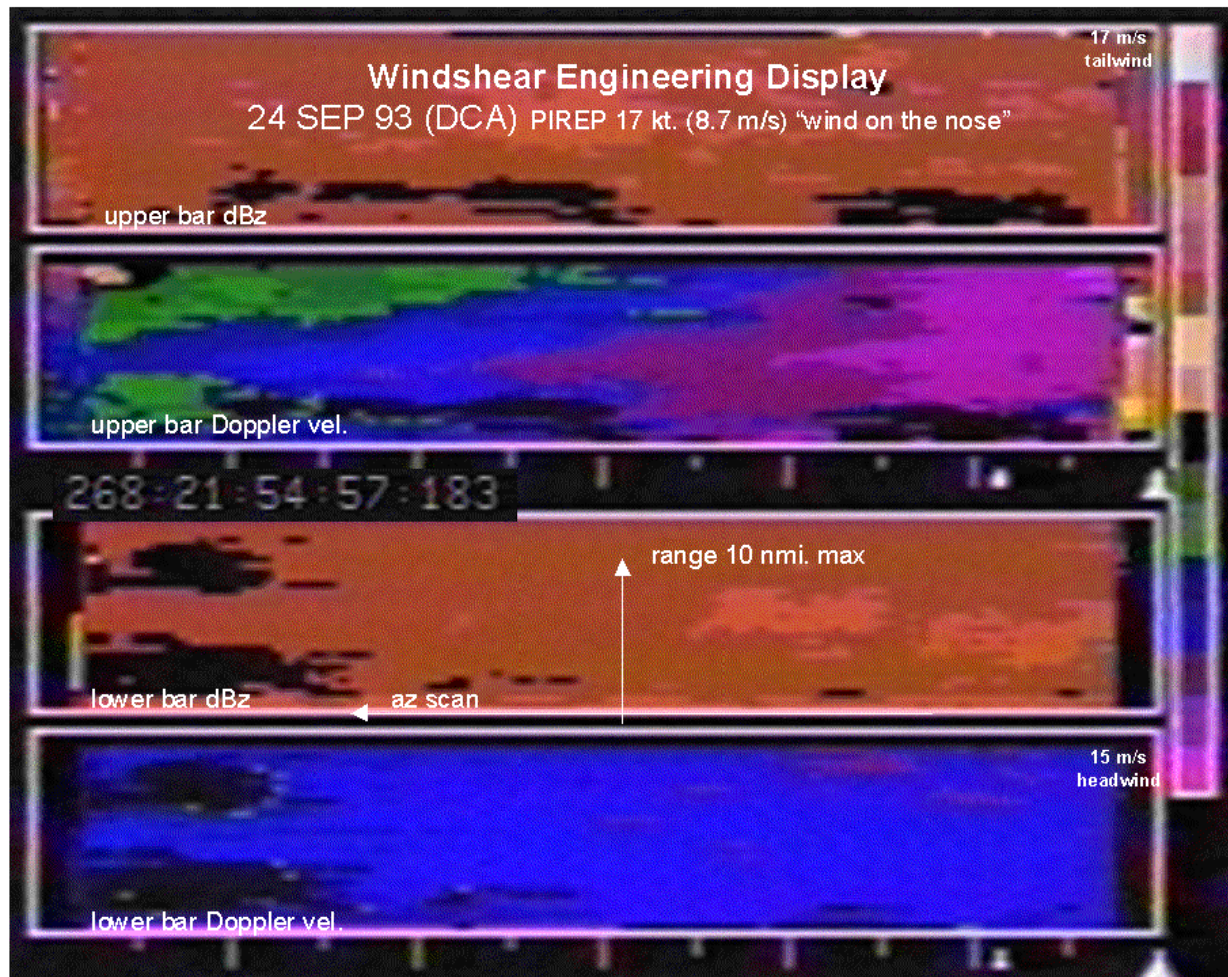 17 m/s
tailwind
Windshear Engineering Display
24 SEP 93 (DCA) PIREP 17 kt. (8.7 m/s) “wind on the nose”
upper bar dBz
upper bar Doppler vel.
268:21:54:57:183
range 10 nmi. max
lower bar dBz
az scan
15 m/s
headwind
lower bar Doppler vel.